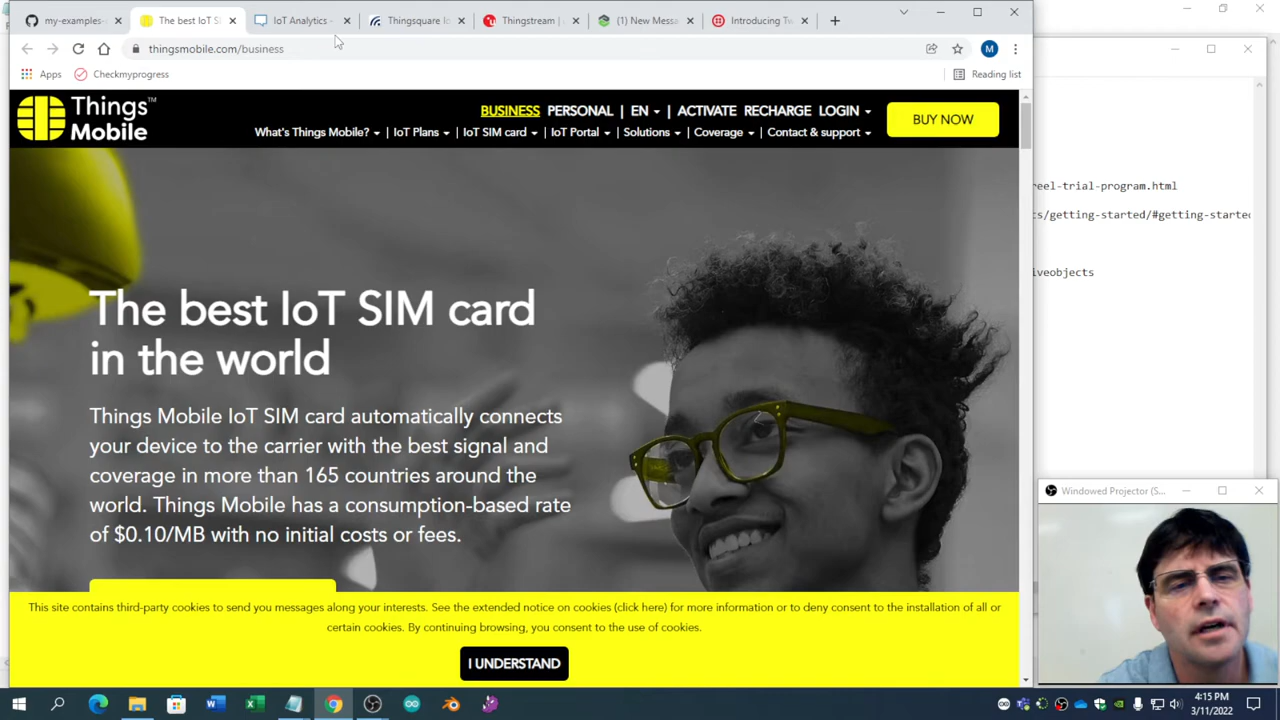 my-examples
The best IoT S
IoT Analytics -
Thingsquare I
Thingstream |
(1) New Messa
Introducing Tw
thingsmobile.com/business
M
Apps
Checkmyprogress
Reading list
Things
Mobile™
BUSINESS PERSONAL | EN | ACTIVATE RECHARGE LOGIN
What's Things Mobile? IoT Plans IoT SIM card IoT Portal Solutions Coverage Contact & support
BUY NOW
reel-trial-program.html
ts/getting-started/#getting-started
iveobjects
The best IoT SIM card
in the world
Things Mobile IoT SIM card automatically connects
your device to the carrier with the best signal and
coverage in more than 165 countries around the
world. Things Mobile has a consumption-based rate
of $0.10/MB with no initial costs or fees.
Windowed Projector (S...
This site contains third-party cookies to send you messages along your interests. See the extended notice on cookies (click here) for more information or to deny consent to the installation of all or
certain cookies. By continuing browsing, you consent to the use of cookies.
I UNDERSTAND
4:15 PM
3/11/2022